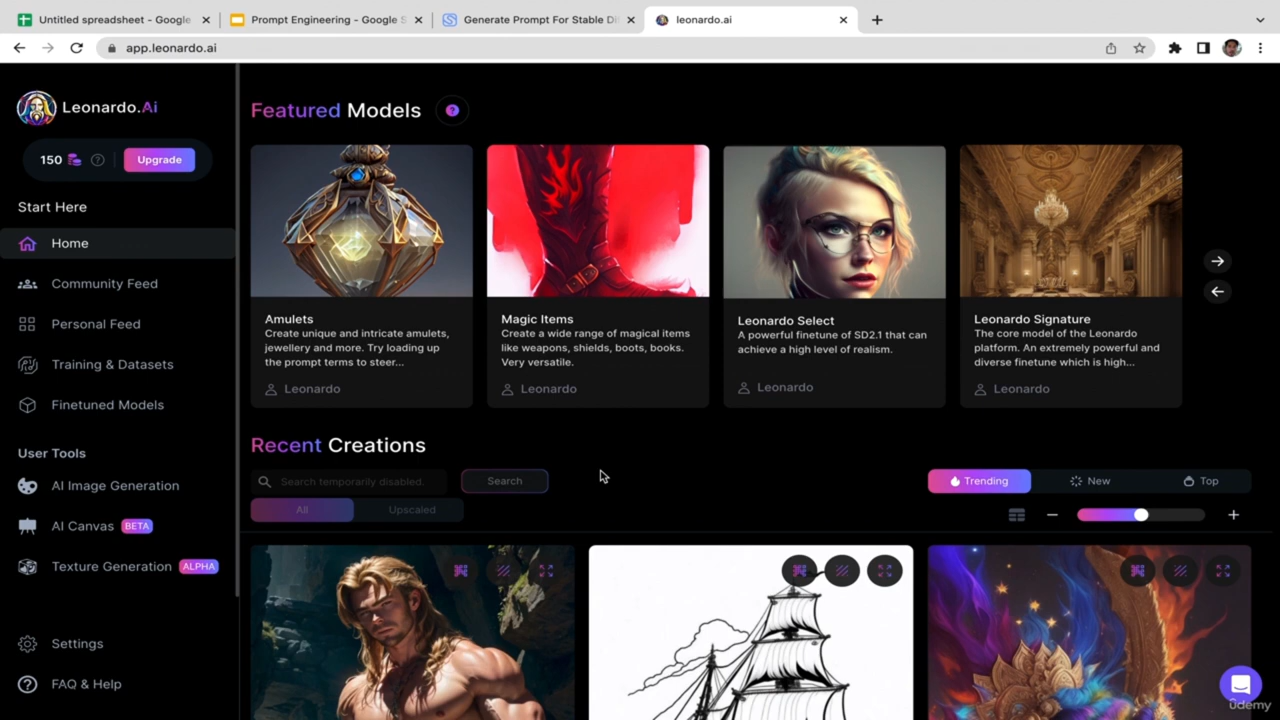 Untitled spreadsheet - Google
Prompt Engineering - Google S
Generate Prompt For Stable Di
leonardo.ai
app.leonardo.ai
Leonardo.Ai
150
Upgrade
Start Here
Home
Community Feed
Personal Feed
Training & Datasets
Finetuned Models
User Tools
AI Image Generation
AI Canvas BETA
Texture Generation ALPHA
Settings
FAQ & Help
Featured Models ?
Amulets
Create unique and intricate amulets,
jewellery and more. Try loading up
the prompt terms to steer...
Leonardo
Magic Items
Create a wide range of magical items
like weapons, shields, boots, books.
Very versatile.
Leonardo
Leonardo Select
A powerful finetune of SD2.1 that can
achieve a high level of realism.
Leonardo
Leonardo Signature
The core model of the Leonardo
platform. An extremely powerful and
diverse finetune which is high...
Leonardo
Recent Creations
Search temporarily disabled.
Search
Trending
New
Top
All
Upscaled
ûdemy